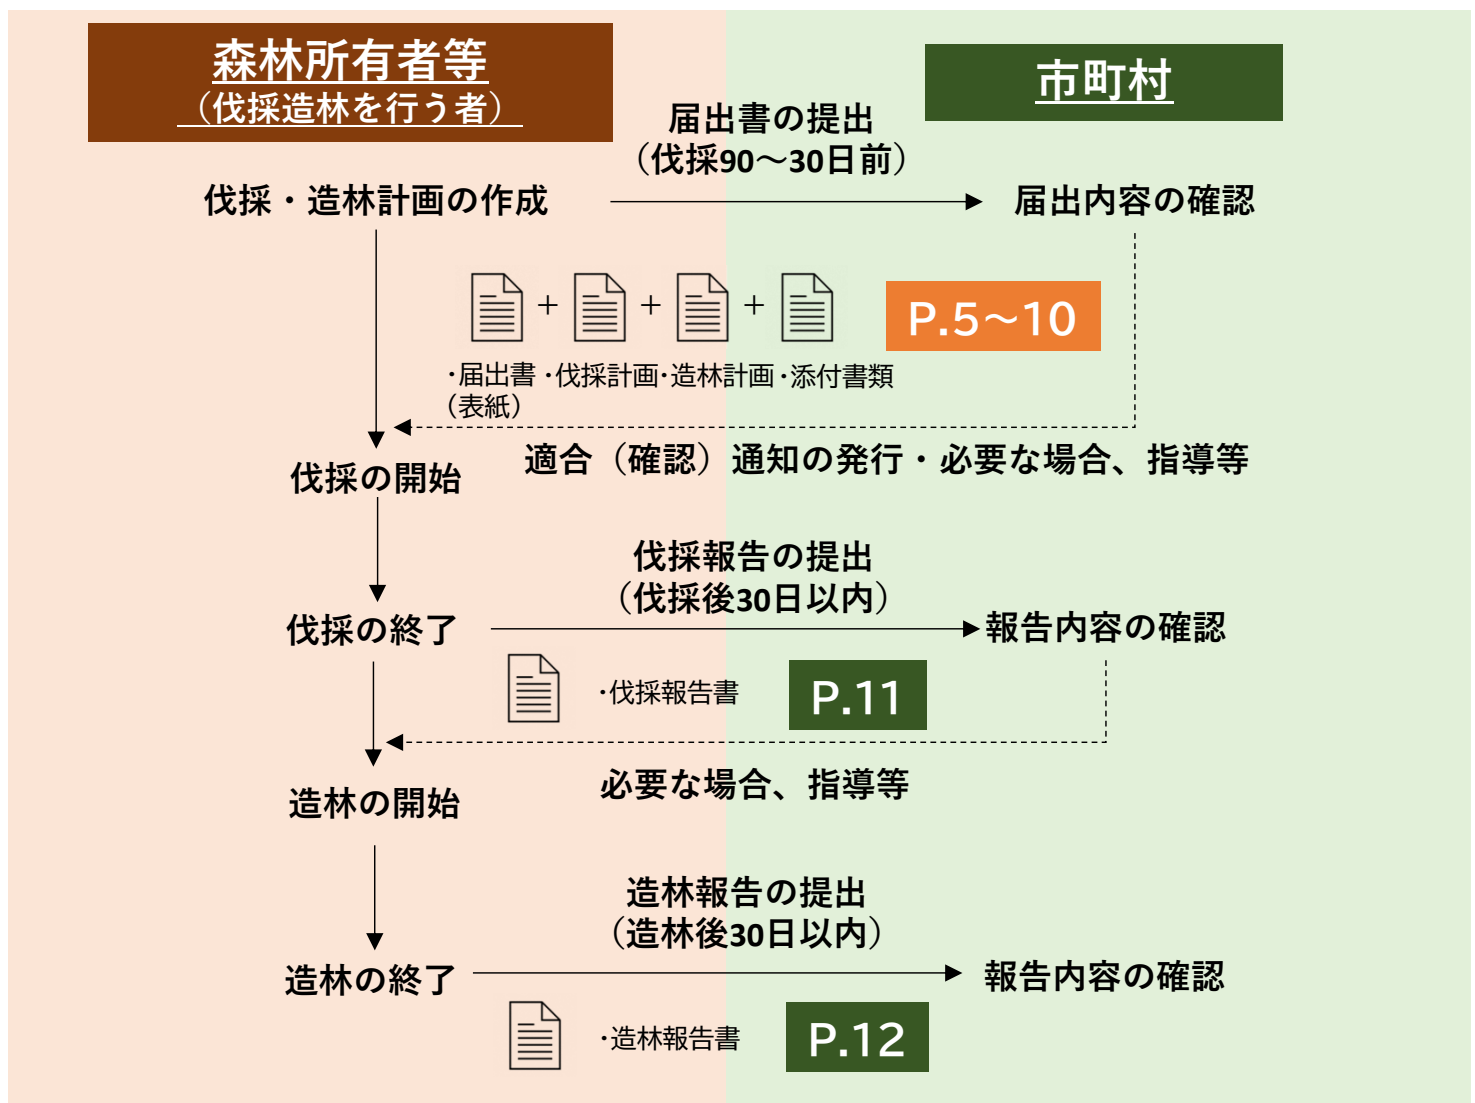 森林所有者等
（伐採造林を行う者）
市町村
届出書の提出
（伐採90～30日前）
伐採・造林計画の作成
届出内容の確認
＋
＋
＋
P.5～10
・届出書
・伐採計画
・造林計画
・添付書類
（表紙）
適合（確認）通知の発行・必要な場合、指導等
伐採の開始
伐採報告の提出
（伐採後30日以内）
伐採の終了
報告内容の確認
・伐採報告書
P.11
必要な場合、指導等
造林の開始
造林報告の提出
（造林後30日以内）
造林の終了
報告内容の確認
・造林報告書
P.12